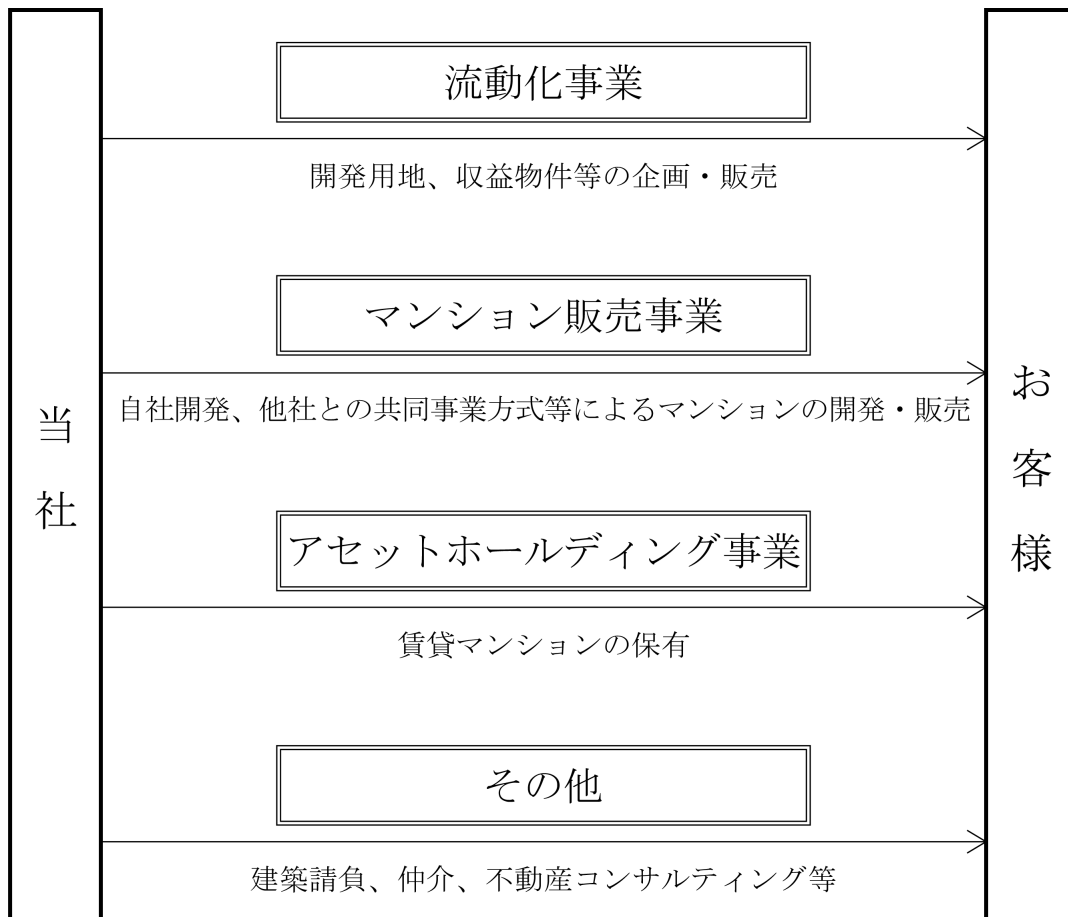 当社
流動化事業
開発用地、収益物件等の企画・販売
マンション販売事業
自社開発、他社との共同事業方式等によるマンションの開発・販売
アセットホールディング事業
賃貸マンションの保有
その他
建築請負、仲介、不動産コンサルティング等
お客様